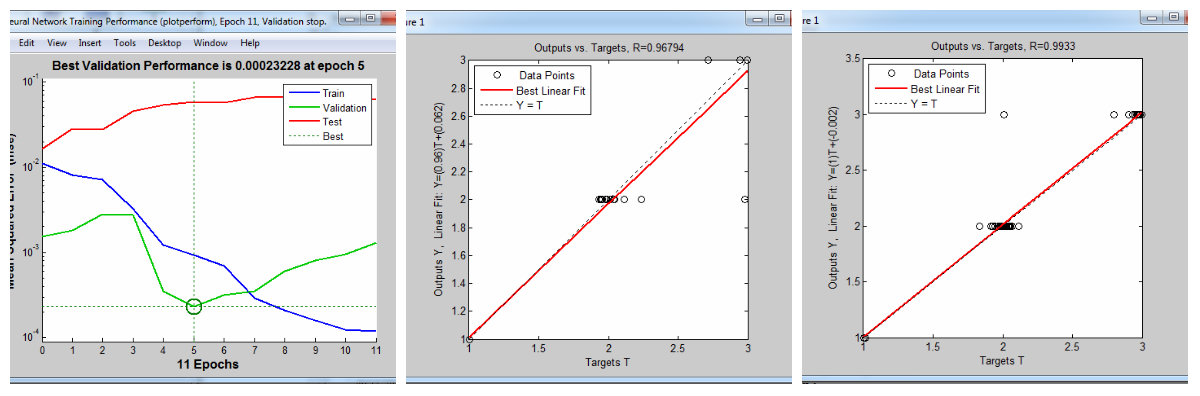 eural Network Training Performance (plotperform), Epoch 11, Validation stop.
Edit View Insert Tools Desktop Window Help
Best Validation Performance is 0.00023228 at epoch 5
10^-1
10^-2
10^-3
10^-4
Train
Validation
Test
Best
0 1 2 3 4 5 6 7 8 9 10 11
11 Epochs
ure 1
Outputs vs. Targets, R=0.96794
Data Points
Best Linear Fit
Y = T
Outputs Y, Linear Fit: Y=(0.96)T+(0.062)
3
2.8
2.6
2.4
2.2
2
1.8
1.6
1.4
1.2
1
1 1.5 2 2.5 3
Targets T
ure 1
Outputs vs. Targets, R=0.9933
Data Points
Best Linear Fit
Y = T
Outputs Y, Linear Fit: Y=(1)T+(-0.002)
3.5
3
2.5
2
1.5
1
1 1.5 2 2.5 3
Targets T